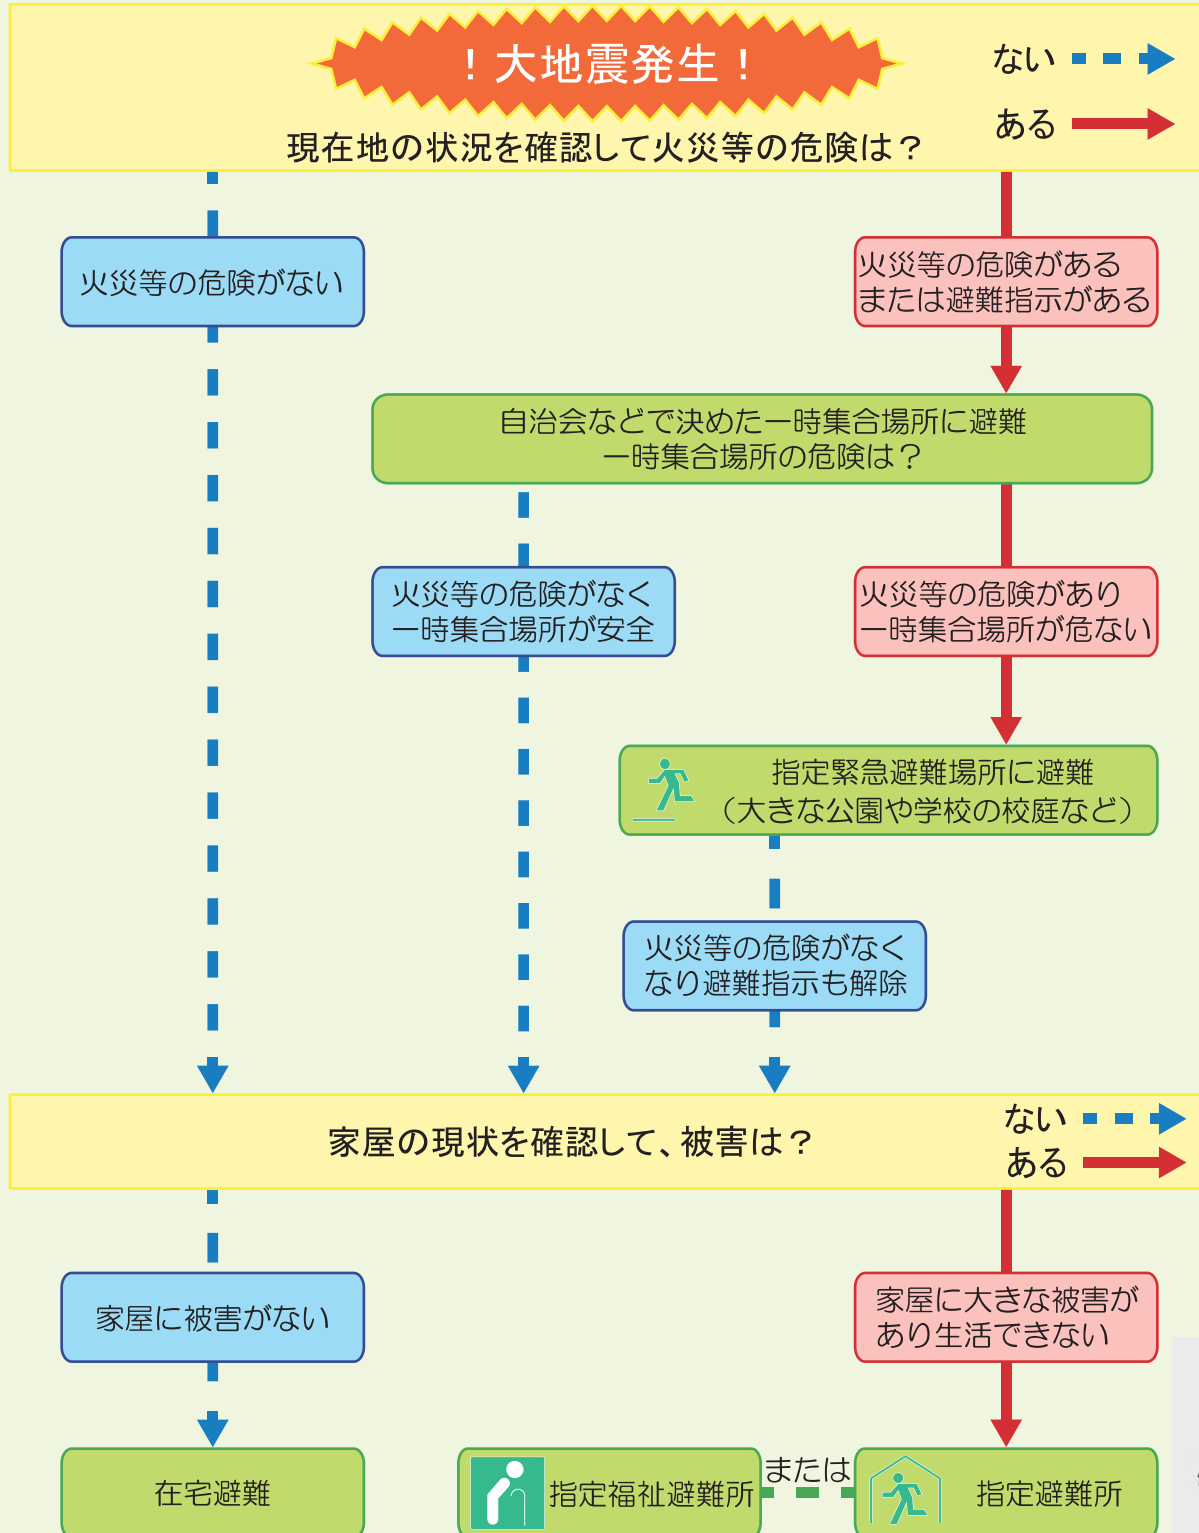 ！大地震発生！
現在地の状況を確認して火災等の危険は？
ない
ある
火災等の危険がない
火災等の危険がある
または避難指示がある
自治会などで決めた一時集合場所に避難
一時集合場所の危険は？
火災等の危険がなく
一時集合場所が安全
火災等の危険があり
一時集合場所が危ない
指定緊急避難場所に避難
（大きな公園や学校の校庭など）
火災等の危険がなく
なり避難指示も解除
家屋の現状を確認して、被害は？
ない
ある
家屋に被害がない
家屋に大きな被害が
あり生活できない
在宅避難
指定福祉避難所
または
指定避難所